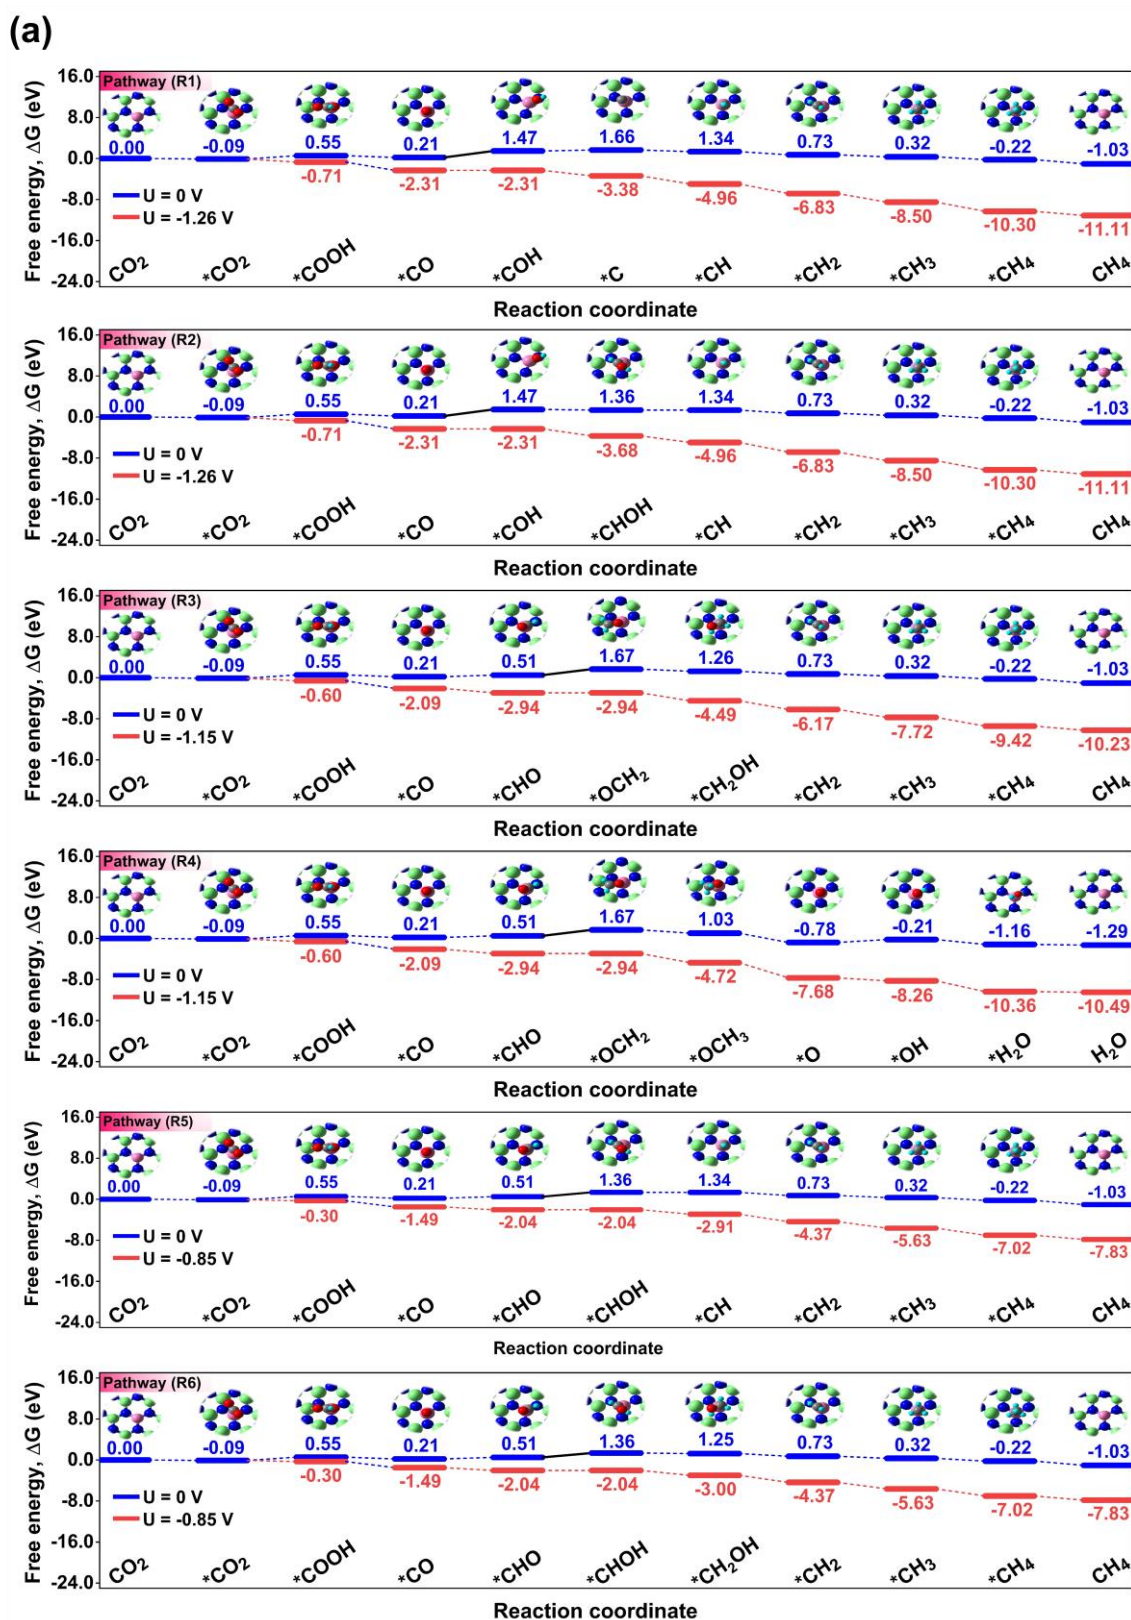 (a)
Free energy, ΔG (eV)
16.0
8.0
0.0
-8.0
-16.0
-24.0
Pathway (R1)
0.00 -0.09 0.55 0.21 1.47 1.66 1.34 0.73 0.32 -0.22 -1.03
-0.71 -2.31 -2.31 -3.38 -4.96 -6.83 -8.50 -10.30 -11.11
U = 0 V
U = -1.26 V
CO₂ *CO₂ *COOH *CO *COH *C *CH *CH₂ *CH₃ *CH₄ CH₄
Reaction coordinate
Free energy, ΔG (eV)
16.0
8.0
0.0
-8.0
-16.0
-24.0
Pathway (R2)
0.00 -0.09 0.55 0.21 1.47 1.36 1.34 0.73 0.32 -0.22 -1.03
-0.71 -2.31 -2.31 -3.68 -4.96 -6.83 -8.50 -10.30 -11.11
U = 0 V
U = -1.26 V
CO₂ *CO₂ *COOH *CO *COH *CHOH *CH *CH₂ *CH₃ *CH₄ CH₄
Reaction coordinate
Free energy, ΔG (eV)
16.0
8.0
0.0
-8.0
-16.0
-24.0
Pathway (R3)
0.00 -0.09 0.55 0.21 0.51 1.67 1.26 0.73 0.32 -0.22 -1.03
-0.60 -2.09 -2.94 -2.94 -4.49 -6.17 -7.72 -9.42 -10.23
U = 0 V
U = -1.15 V
CO₂ *CO₂ *COOH *CO *CHO *OCH₂ *CH₂OH *CH₂ *CH₃ *CH₄ CH₄
Reaction coordinate
Free energy, ΔG (eV)
16.0
8.0
0.0
-8.0
-16.0
-24.0
Pathway (R4)
0.00 -0.09 0.55 0.21 0.51 1.67 1.03 -0.78 -0.21 -1.16 -1.29
-0.60 -2.09 -2.94 -2.94 -4.72 -7.68 -8.26 -10.36 -10.49
U = 0 V
U = -1.15 V
CO₂ *CO₂ *COOH *CO *CHO *OCH₂ *OCH₃ *O *OH *H₂O H₂O
Reaction coordinate
Free energy, ΔG (eV)
16.0
8.0
0.0
-8.0
-16.0
-24.0
Pathway (R5)
0.00 -0.09 0.55 0.21 0.51 1.36 1.34 0.73 0.32 -0.22 -1.03
-0.30 -1.49 -2.04 -2.04 -2.91 -4.37 -5.63 -7.02 -7.83
U = 0 V
U = -0.85 V
CO₂ *CO₂ *COOH *CO *CHO *CHOH *CH *CH₂ *CH₃ *CH₄ CH₄
Reaction coordinate
Free energy, ΔG (eV)
16.0
8.0
0.0
-8.0
-16.0
-24.0
Pathway (R6)
0.00 -0.09 0.55 0.21 0.51 1.36 1.25 0.73 0.32 -0.22 -1.03
-0.30 -1.49 -2.04 -2.04 -3.00 -4.37 -5.63 -7.02 -7.83
U = 0 V
U = -0.85 V
CO₂ *CO₂ *COOH *CO *CHO *CHOH *CH₂OH *CH₂ *CH₃ *CH₄ CH₄
Reaction coordinate